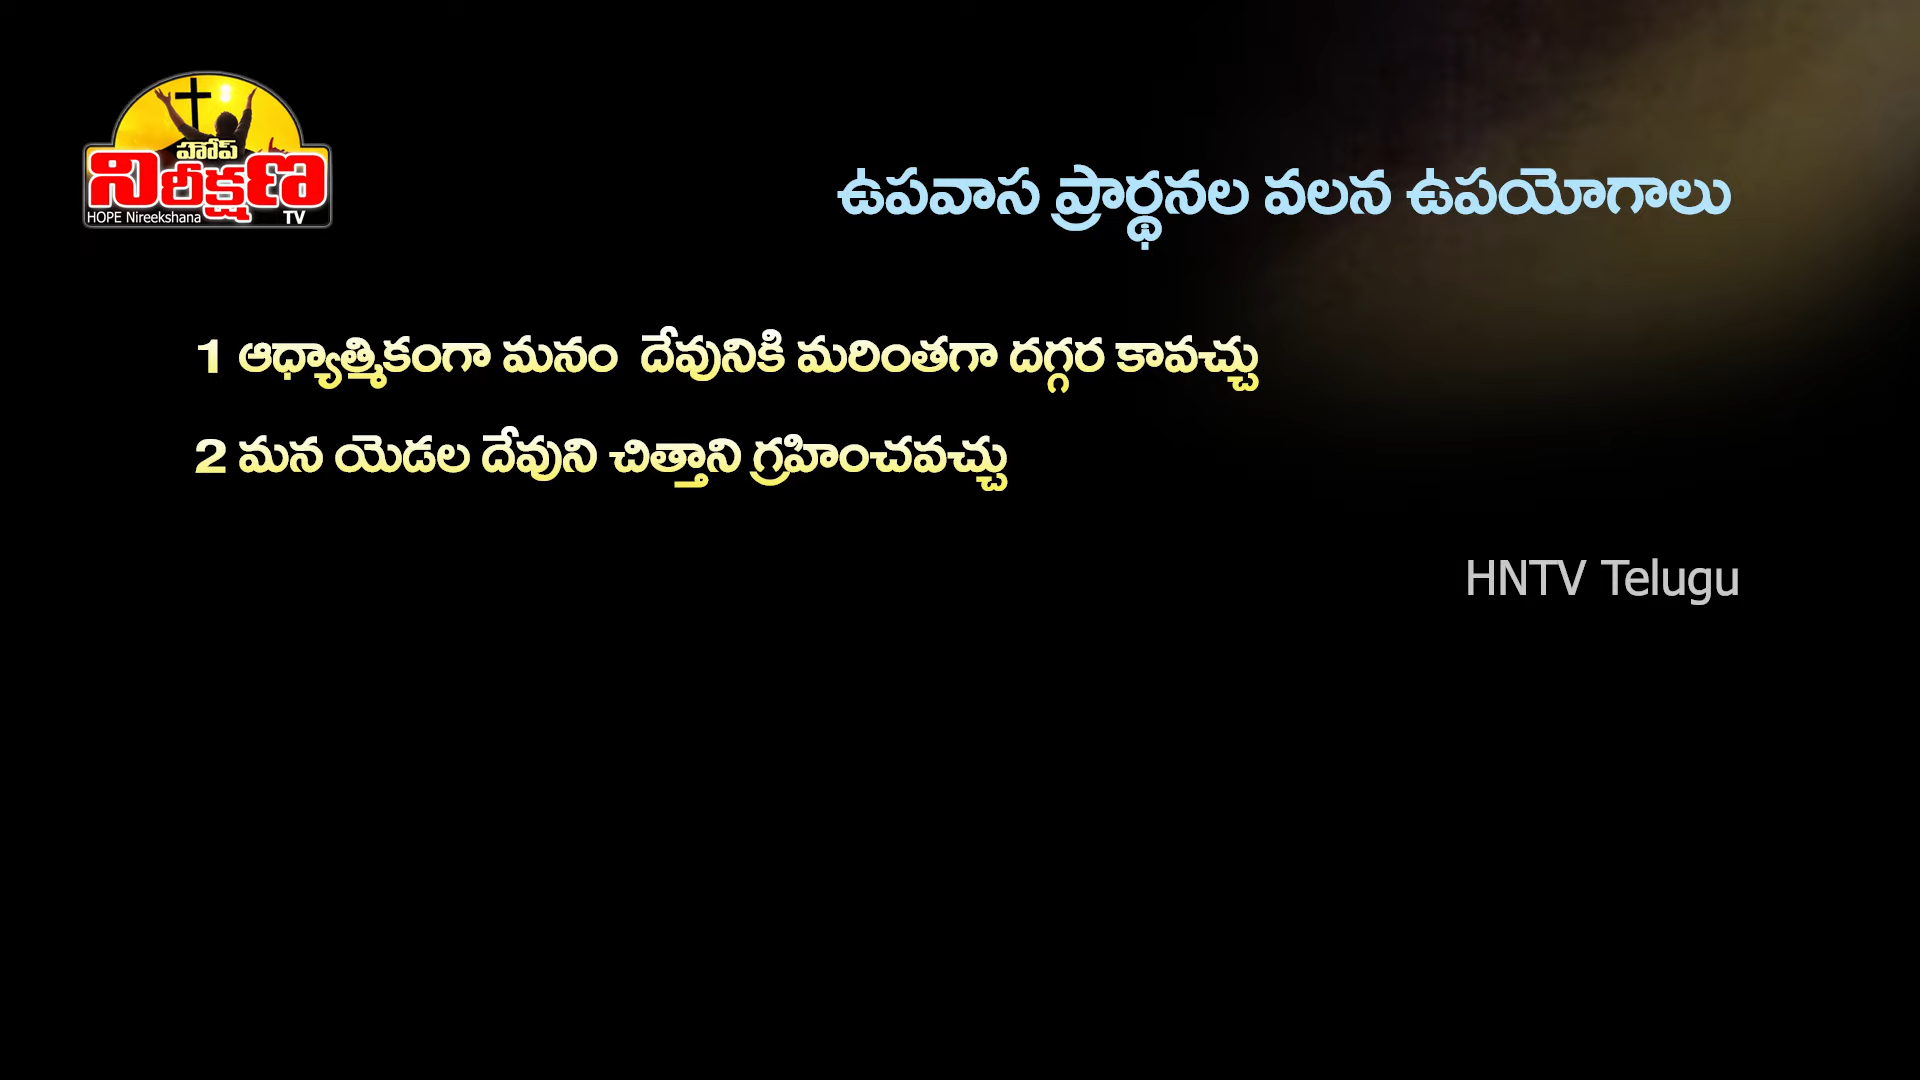 హోప్
నిరీక్షణ
HOPE Nireekshana TV
ఉపవాస ప్రార్థనల వలన ఉపయోగాలు
1 ఆధ్యాత్మికంగా మనం  దేవునికి మరింతగా దగ్గర కావచ్చు
2 మన యెడల దేవుని చిత్తాని గ్రహించవచ్చు
HNTV Telugu